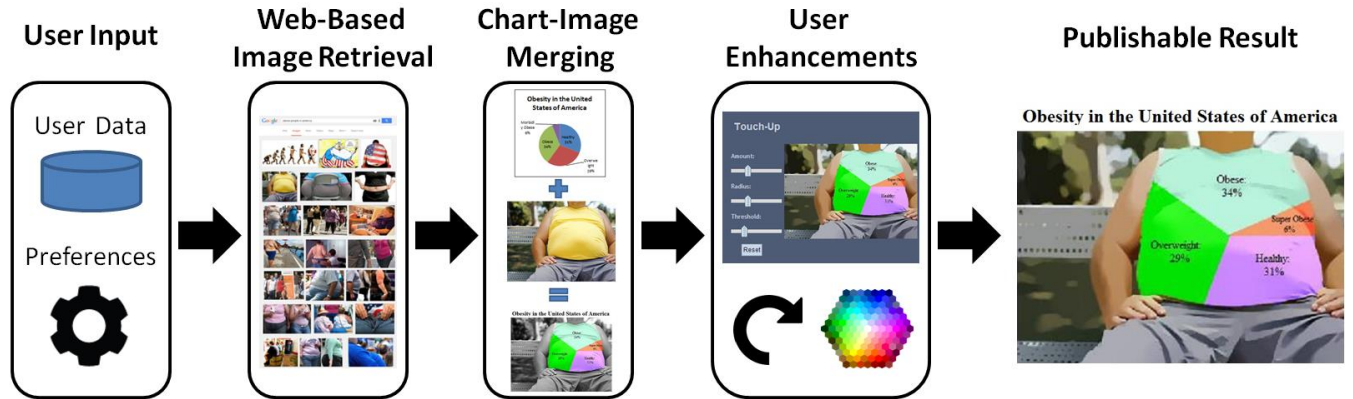 User Input
User Data
Preferences
Web-Based
Image Retrieval
Google
Chart-Image
Merging
Obesity in the United
States of America
Obesity in the United States of America
User
Enhancements
Touch-Up
Amount:
Radius:
Threshold:
Reset
Obese:
34%
Overweight:
29%
Healthy:
31%
Publishable Result
Obesity in the United States of America
Obese:
34%
Super Obese
6%
Overweight:
29%
Healthy:
31%